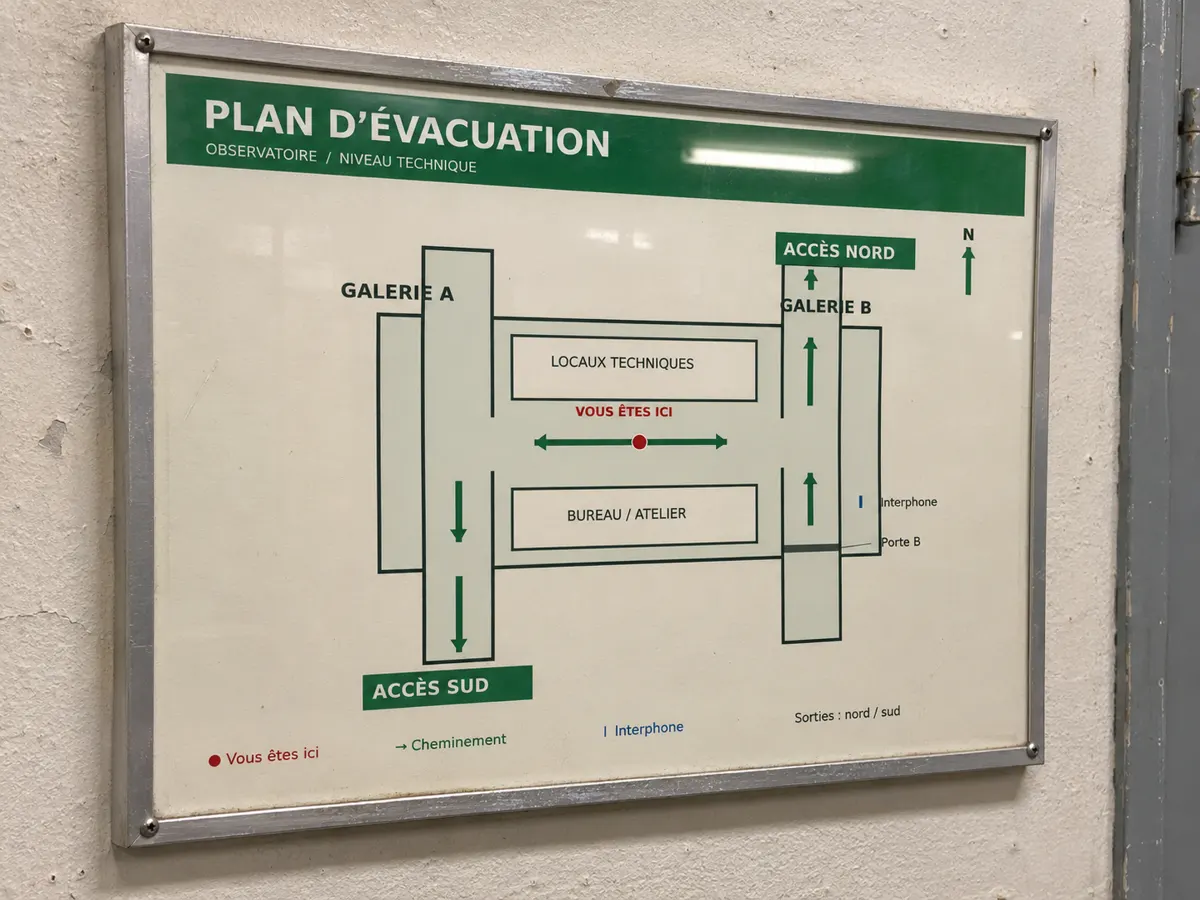 PLAN D’ÉVACUATION
OBSERVATOIRE / NIVEAU TECHNIQUE
N
ACCÈS NORD
GALERIE A
GALERIE B
LOCAUX TECHNIQUES
VOUS ÊTES ICI
Interphone
BUREAU / ATELIER
Porte B
ACCÈS SUD
Sorties : nord / sud
| Interphone
→ Cheminement
Vous êtes ici